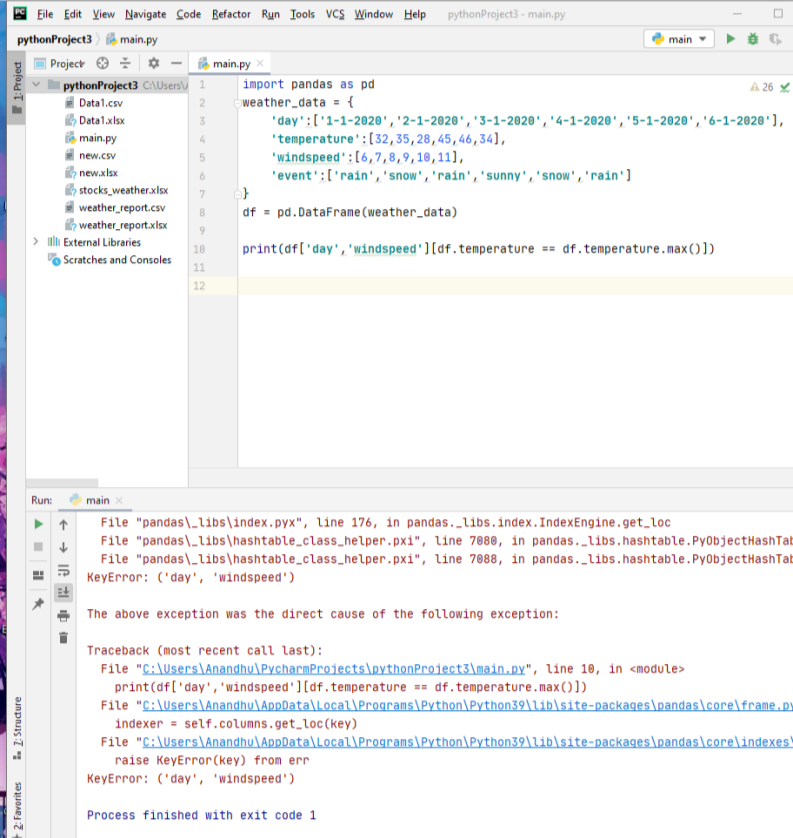 PC File Edit View Navigate Code Refactor Run Tools VCS Window Help pythonProject3 - main.py
pythonProject3 main.py main
1: Project
Project
main.py
pythonProject3 C:\Users\A
Data1.csv
Data1.xlsx
main.py
new.csv
new.xlsx
stocks_weather.xlsx
weather_report.csv
weather_report.xlsx
External Libraries
Scratches and Consoles
26
1 import pandas as pd
2 weather_data = {
3 'day':['1-1-2020','2-1-2020','3-1-2020','4-1-2020','5-1-2020','6-1-2020'],
4 'temperature':[32,35,28,45,46,34],
5 'windspeed':[6,7,8,9,10,11],
6 'event':['rain','snow','rain','sunny','snow','rain']
7 }
8 df = pd.DataFrame(weather_data)
9
10 print(df['day','windspeed'][df.temperature == df.temperature.max()])
11
12
Run: main
File "pandas\_libs\index.pyx", line 176, in pandas._libs.index.IndexEngine.get_loc
File "pandas\_libs\hashtable_class_helper.pxi", line 7080, in pandas._libs.hashtable.PyObjectHashTab
File "pandas\_libs\hashtable_class_helper.pxi", line 7088, in pandas._libs.hashtable.PyObjectHashTab
KeyError: ('day', 'windspeed')
The above exception was the direct cause of the following exception:
Traceback (most recent call last):
File "C:\Users\Anandhu\PycharmProjects\pythonProject3\main.py", line 10, in <module>
print(df['day','windspeed'][df.temperature == df.temperature.max()])
File "C:\Users\Anandhu\AppData\Local\Programs\Python\Python39\lib\site-packages\pandas\core\frame.py
indexer = self.columns.get_loc(key)
File "C:\Users\Anandhu\AppData\Local\Programs\Python\Python39\lib\site-packages\pandas\core\indexes\
raise KeyError(key) from err
KeyError: ('day', 'windspeed')
Process finished with exit code 1
7: Structure
2: Favorites